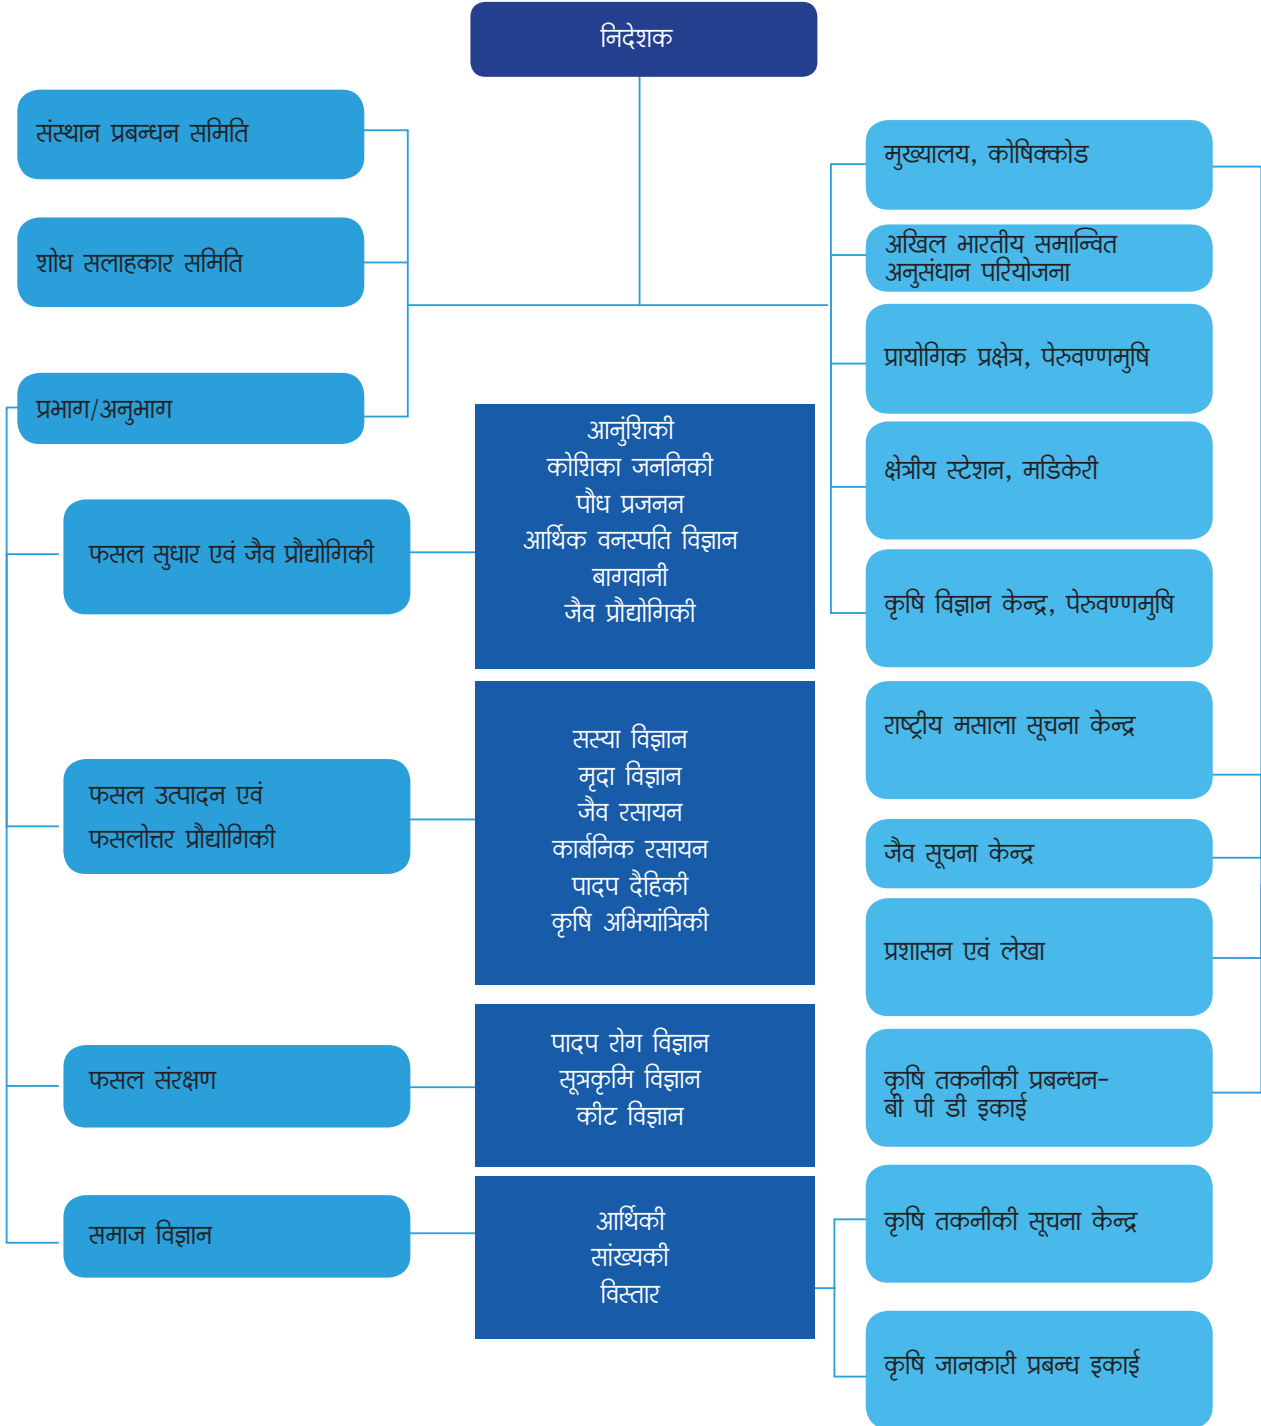 निदेशक
संस्थान प्रबन्धन समिति
शोध सलाहकार समिति
प्रभाग/अनुभाग
फसल सुधार एवं जैव प्रौद्योगिकी
आनुंशिकी
कोशिका जननिकी
पौध प्रजनन
आर्थिक वनस्पति विज्ञान
बागवानी
जैव प्रौद्योगिकी
फसल उत्पादन एवं
फसलोत्तर प्रौद्योगिकी
सस्या विज्ञान
मृदा विज्ञान
जैव रसायन
कार्बनिक रसायन
पादप दैहिकी
कृषि अभियांत्रिकी
फसल संरक्षण
पादप रोग विज्ञान
सूत्रकृमि विज्ञान
कीट विज्ञान
समाज विज्ञान
आर्थिकी
सांख्यकी
विस्तार
मुख्यालय, कोषिक्कोड
अखिल भारतीय समान्वित
अनुसंधान परियोजना
प्रायोगिक प्रक्षेत्र, पेरुवण्णमुषि
क्षेत्रीय स्टेशन, मडिकेरी
कृषि विज्ञान केन्द्र, पेरुवण्णमुषि
राष्ट्रीय मसाला सूचना केन्द्र
जैव सूचना केन्द्र
प्रशासन एवं लेखा
कृषि तकनीकी प्रबन्धन-
बी पी डी इकाई
कृषि तकनीकी सूचना केन्द्र
कृषि जानकारी प्रबन्ध इकाई